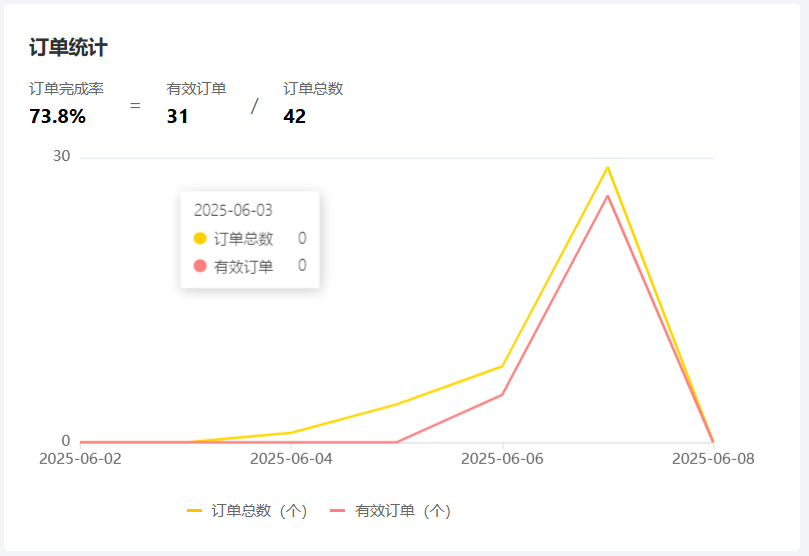 订单统计
订单完成率 有效订单 订单总数
73.8% = 31 / 42
30
2025-06-03
订单总数 0
有效订单 0
0
2025-06-02 2025-06-04 2025-06-06 2025-06-08
订单总数（个） 有效订单（个）